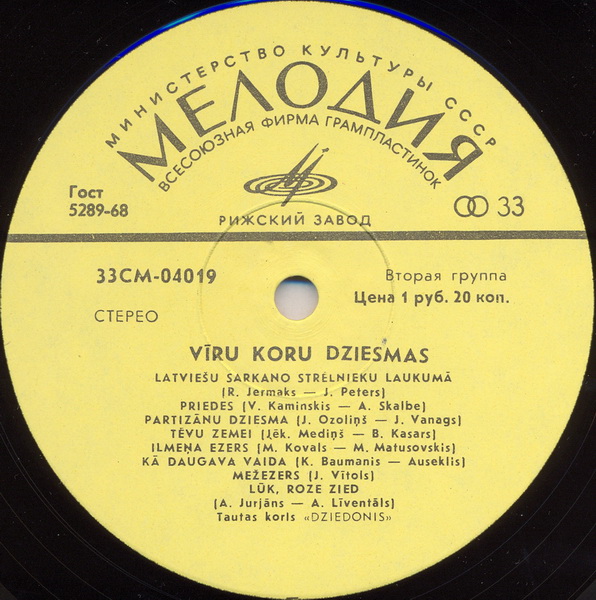 МИНИСТЕРСТВО КУЛЬТУРЫ СССР
МЕЛОДИЯ
ВСЕСОЮЗНАЯ ФИРМА ГРАМПЛАСТИНОК
Гост
5289-68
РИЖСКИЙ ЗАВОД
33
33СМ-04019
Вторая группа
Цена 1 руб. 20 коп.
СТЕРЕО
VĪRU KORU DZIESMAS
LATVIEŠU SARKANO STRĒLNIEKU LAUKUMĀ
(R. Jermaks — J. Peters)
PRIEDES (V. Kaminskis — A. Skalbe)
PARTIZĀNU DZIESMA (J. Ozoliņš — J. Vanags)
TĒVU ZEMEI (Jēk. Mediņš — B. Kasars)
ILMEŅA EZERS (M. Kovals — M. Matusovskis)
KĀ DAUGAVA VAIDA (K. Baumanis — Auseklis)
MEŽEZERS (J. Vītols)
LŪK, ROZE ZIED
(A. Jurjāns — A. Līventāls)
Tautas koris «DZIEDONIS»